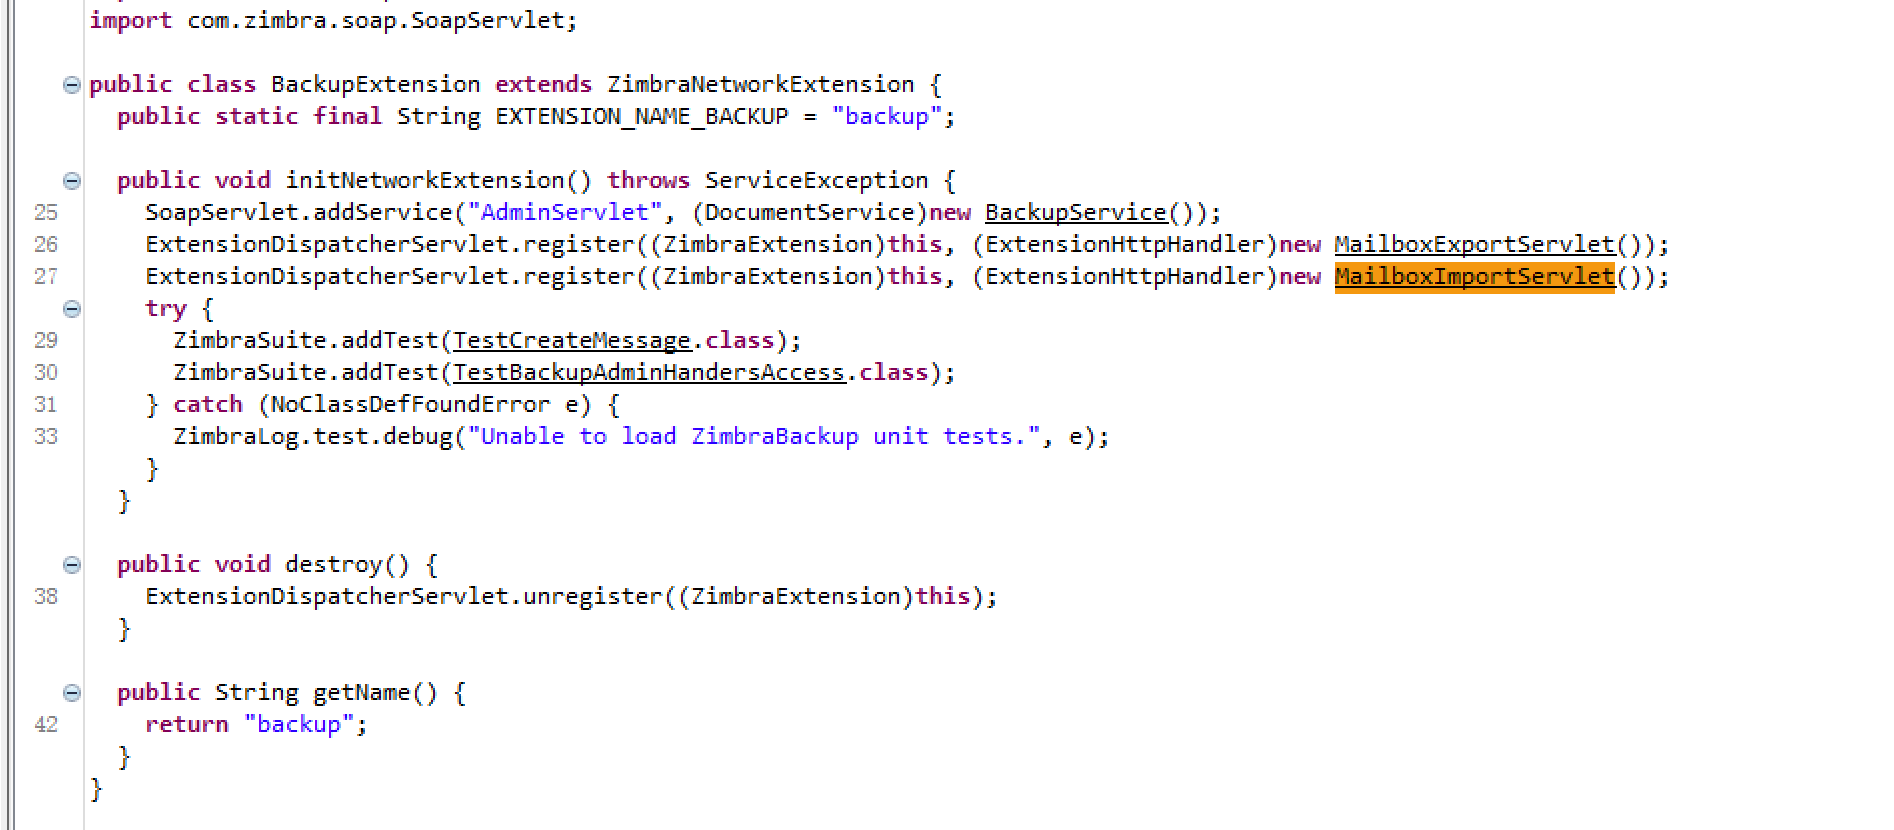 import com.zimbra.soap.SoapServlet;
public class BackupExtension extends ZimbraNetworkExtension {
public static final String EXTENSION_NAME_BACKUP = "backup";
public void initNetworkExtension() throws ServiceException {
25 SoapServlet.addService("AdminServlet", (DocumentService)new BackupService());
26 ExtensionDispatcherServlet.register((ZimbraExtension)this, (ExtensionHttpHandler)new MailboxExportServlet());
27 ExtensionDispatcherServlet.register((ZimbraExtension)this, (ExtensionHttpHandler)new MailboxImportServlet());
try {
29 ZimbraSuite.addTest(TestCreateMessage.class);
30 ZimbraSuite.addTest(TestBackupAdminHandersAccess.class);
31 } catch (NoClassDefFoundError e) {
33 ZimbraLog.test.debug("Unable to load ZimbraBackup unit tests.", e);
}
}
public void destroy() {
38 ExtensionDispatcherServlet.unregister((ZimbraExtension)this);
}
public String getName() {
42 return "backup";
}
}